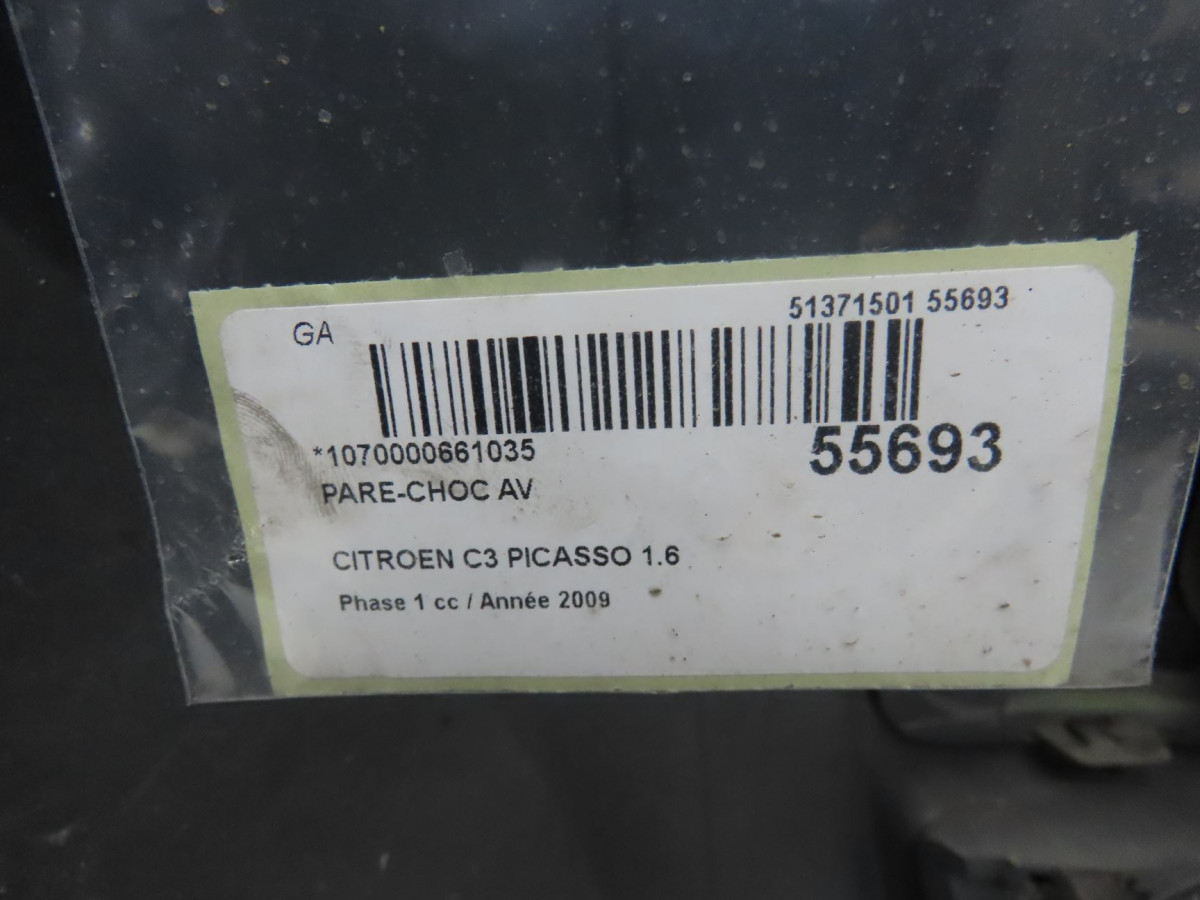 GA
51371501 55693
*1070000661035
55693
PARE-CHOC AV
CITROEN C3 PICASSO 1.6
Phase 1 cc / Année 2009